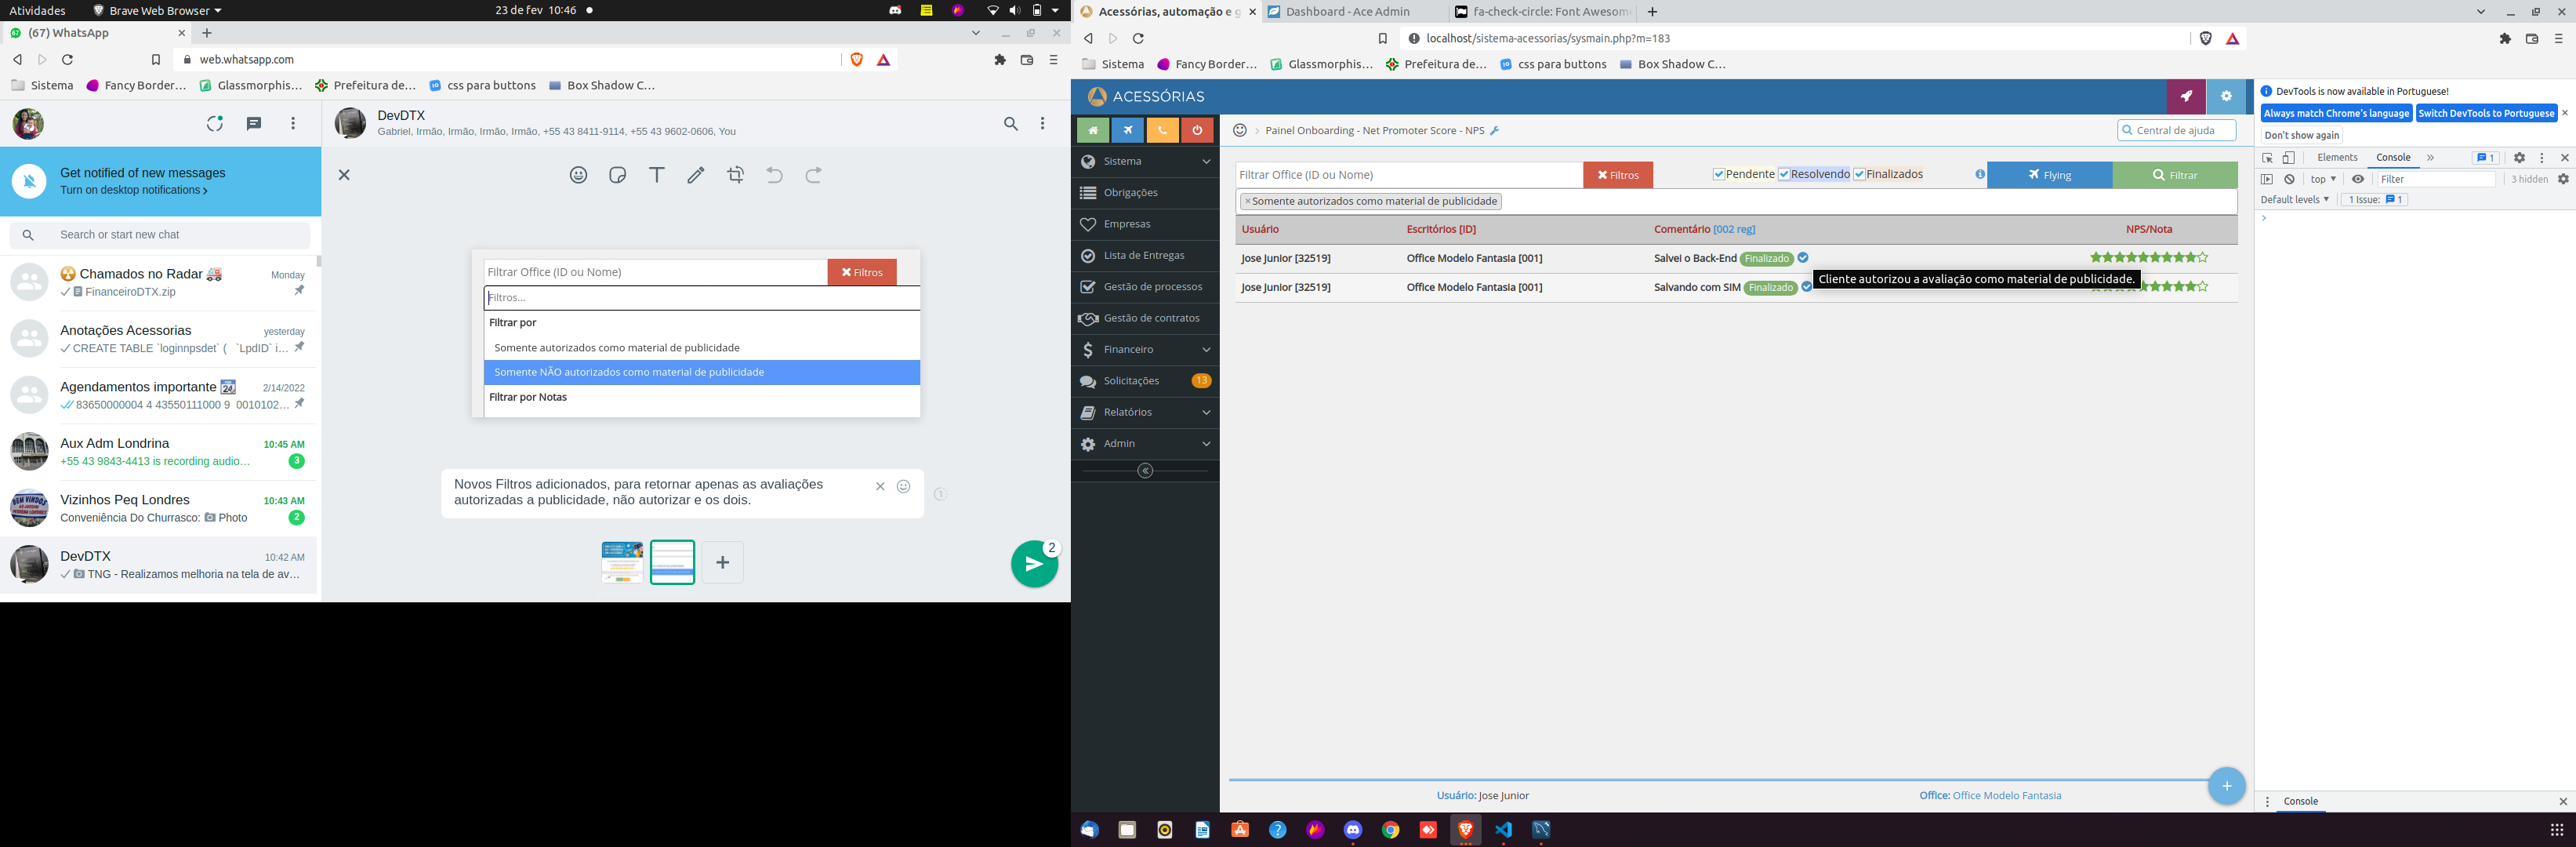 Atividades
Brave Web Browser
23 de fev 10:46
(67) WhatsApp
web.whatsapp.com
Sistema
Fancy Border…
Glassmorphis…
Prefeitura de…
css para buttons
Box Shadow C…
DevDTX
Gabriel, Irmão, Irmão, Irmão, Irmão, +55 43 8411-9114, +55 43 9602-0606, You
Get notified of new messages
Turn on desktop notifications
Search or start new chat
Chamados no Radar
Monday
FinanceiroDTX.zip
Anotações Acessorias
yesterday
CREATE TABLE `loginnpsdet` ( `LpdID` i…
Agendamentos importante
2/14/2022
83650000004 4 43550111000 9 0010102…
Aux Adm Londrina
10:45 AM
+55 43 9843-4413 is recording audio…
3
Vizinhos Peq Londres
10:43 AM
Conveniência Do Churrasco: Photo
2
DevDTX
10:42 AM
TNG - Realizamos melhoria na tela de av…
Filtrar Office (ID ou Nome)
Filtros
Filtros...
Filtrar por
Somente autorizados como material de publicidade
Somente NÃO autorizados como material de publicidade
Filtrar por Notas
Novos Filtros adicionados, para retornar apenas as avaliações
autorizadas a publicidade, não autorizar e os dois.
1
2
Acessórias, automação e g
Dashboard - Ace Admin
fa-check-circle: Font Awesom
localhost/sistema-acessorias/sysmain.php?m=183
Sistema
Fancy Border…
Glassmorphis…
Prefeitura de…
css para buttons
Box Shadow C…
ACESSÓRIAS
Painel Onboarding - Net Promoter Score - NPS
Central de ajuda
Sistema
Obrigações
Empresas
Lista de Entregas
Gestão de processos
Gestão de contratos
Financeiro
Solicitações
13
Relatórios
Admin
Filtrar Office (ID ou Nome)
Filtros
Pendente
Resolvendo
Finalizados
Flying
Filtrar
×Somente autorizados como material de publicidade
Usuário
Escritórios [ID]
Comentário [002 reg]
NPS/Nota
Jose Junior [32519]
Office Modelo Fantasia [001]
Salvei o Back-End Finalizado
Cliente autorizou a avaliação como material de publicidade.
Jose Junior [32519]
Office Modelo Fantasia [001]
Salvando com SIM Finalizado
Usuário: Jose Junior
Office: Office Modelo Fantasia
DevTools is now available in Portuguese!
Always match Chrome's language
Switch DevTools to Portuguese
Don't show again
Elements
Console
1
top
Filter
3 hidden
Default levels
1 Issue: 1
Console